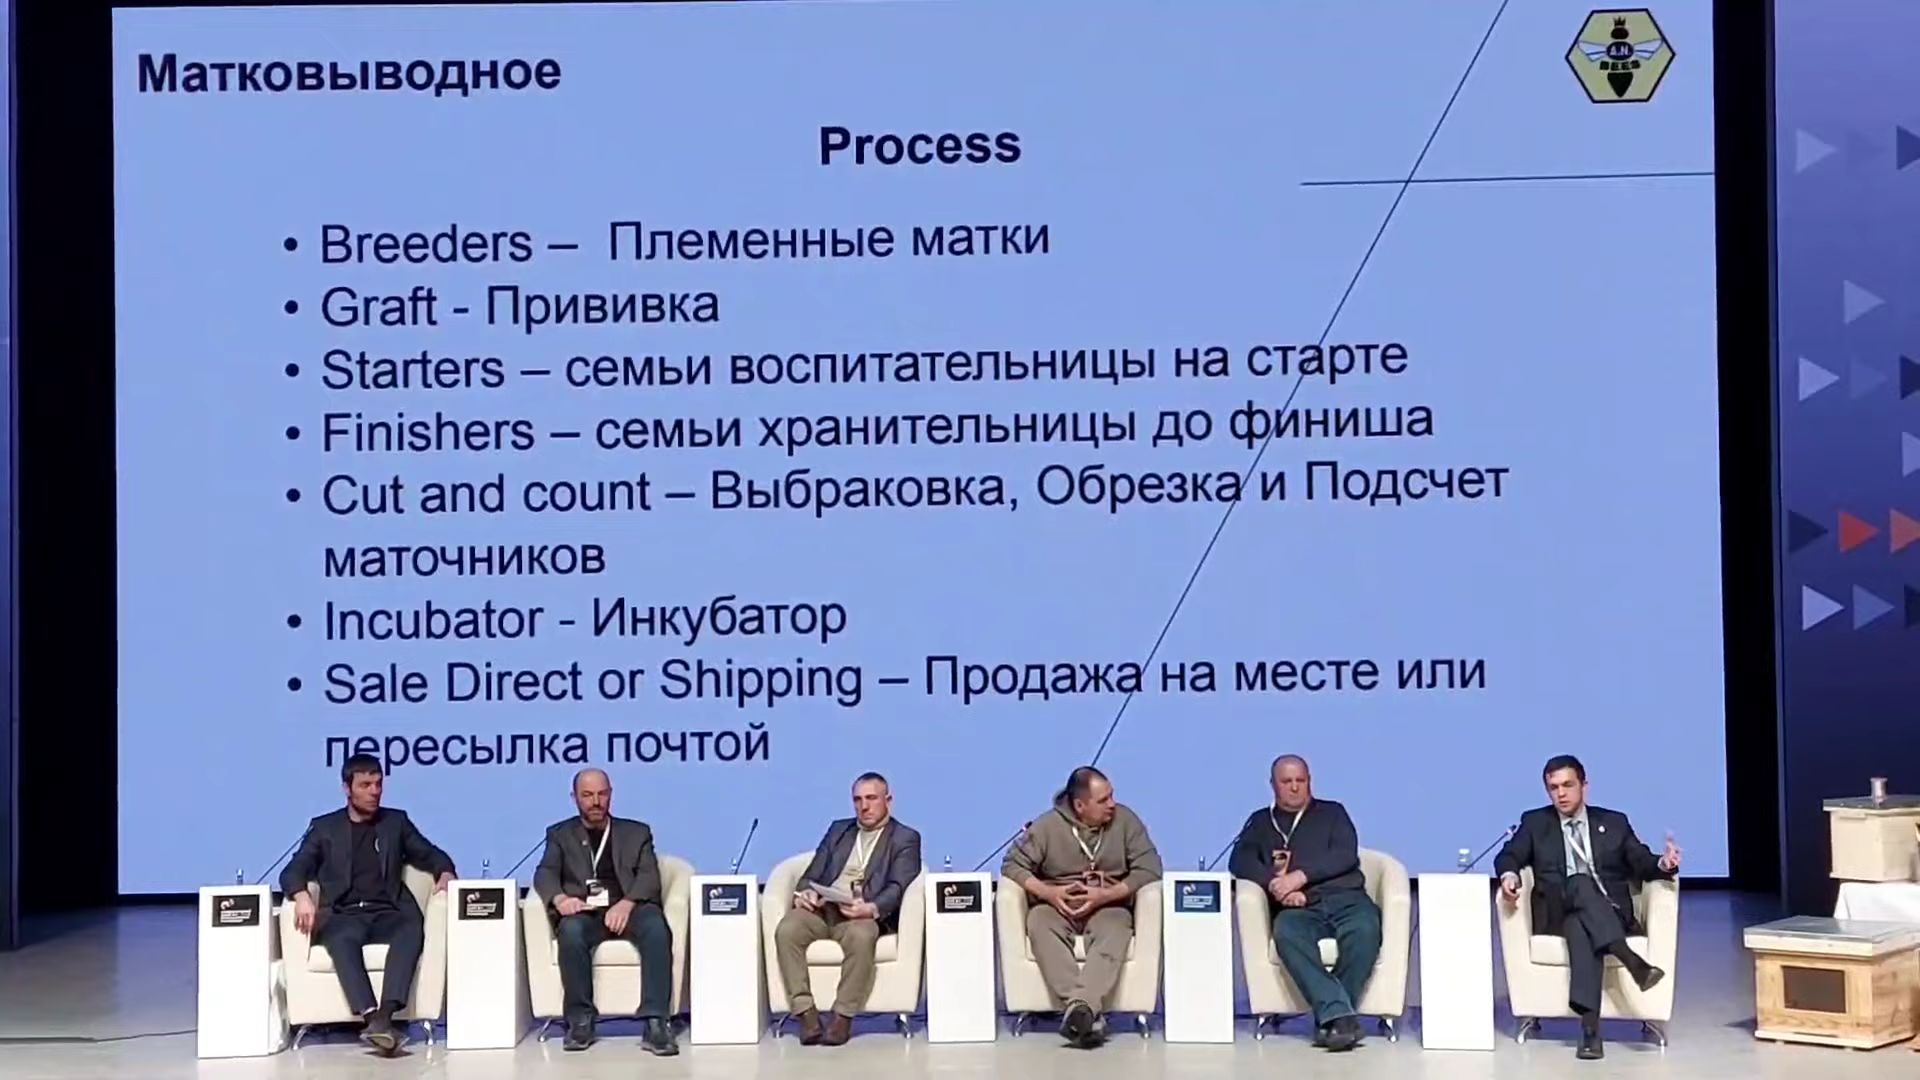 Матковыводное
A.N.
BEES
Process
• Breeders – Племенные матки
• Graft - Прививка
• Starters – семьи воспитательницы на старте
• Finishers – семьи хранительницы до финиша
• Cut and count – Выбраковка, Обрезка и Подсчет
маточников
• Incubator - Инкубатор
• Sale Direct or Shipping – Продажа на месте или
пересылка почтой